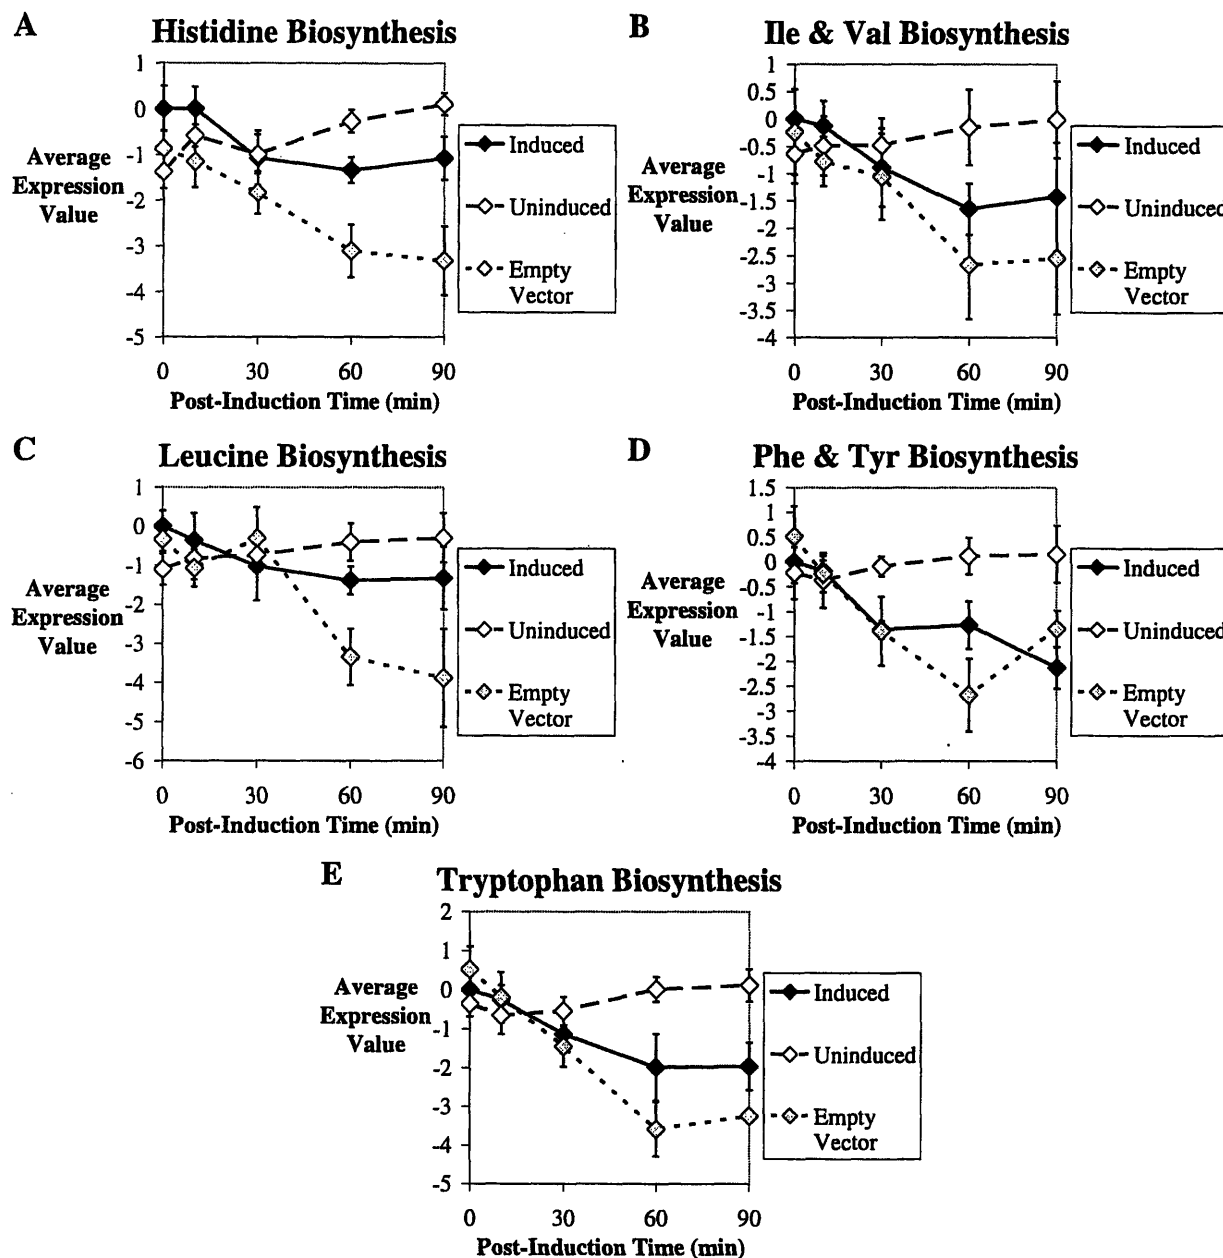 A
Histidine Biosynthesis
1
0
-1
-2
-3
-4
-5
Average
Expression
Value
0 30 60 90
Post-Induction Time (min)
Induced
Uninduced
Empty
Vector
B
Ile & Val Biosynthesis
1
0.5
0
-0.5
-1
-1.5
-2
-2.5
-3
-3.5
-4
Average
Expression
Value
0 30 60 90
Post-Induction Time (min)
Induced
Uninduced
Empty
Vector
C
Leucine Biosynthesis
1
0
-1
-2
-3
-4
-5
-6
Average
Expression
Value
0 30 60 90
Post-Induction Time (min)
Induced
Uninduced
Empty
Vector
D
Phe & Tyr Biosynthesis
1.5
1
0.5
0
-0.5
-1
-1.5
-2
-2.5
-3
-3.5
-4
Average
Expression
Value
0 30 60 90
Post-Induction Time (min)
Induced
Uninduced
Empty
Vector
E
Tryptophan Biosynthesis
2
1
0
-1
-2
-3
-4
-5
Average
Expression
Value
0 30 60 90
Post-Induction Time (min)
Induced
Uninduced
Empty
Vector